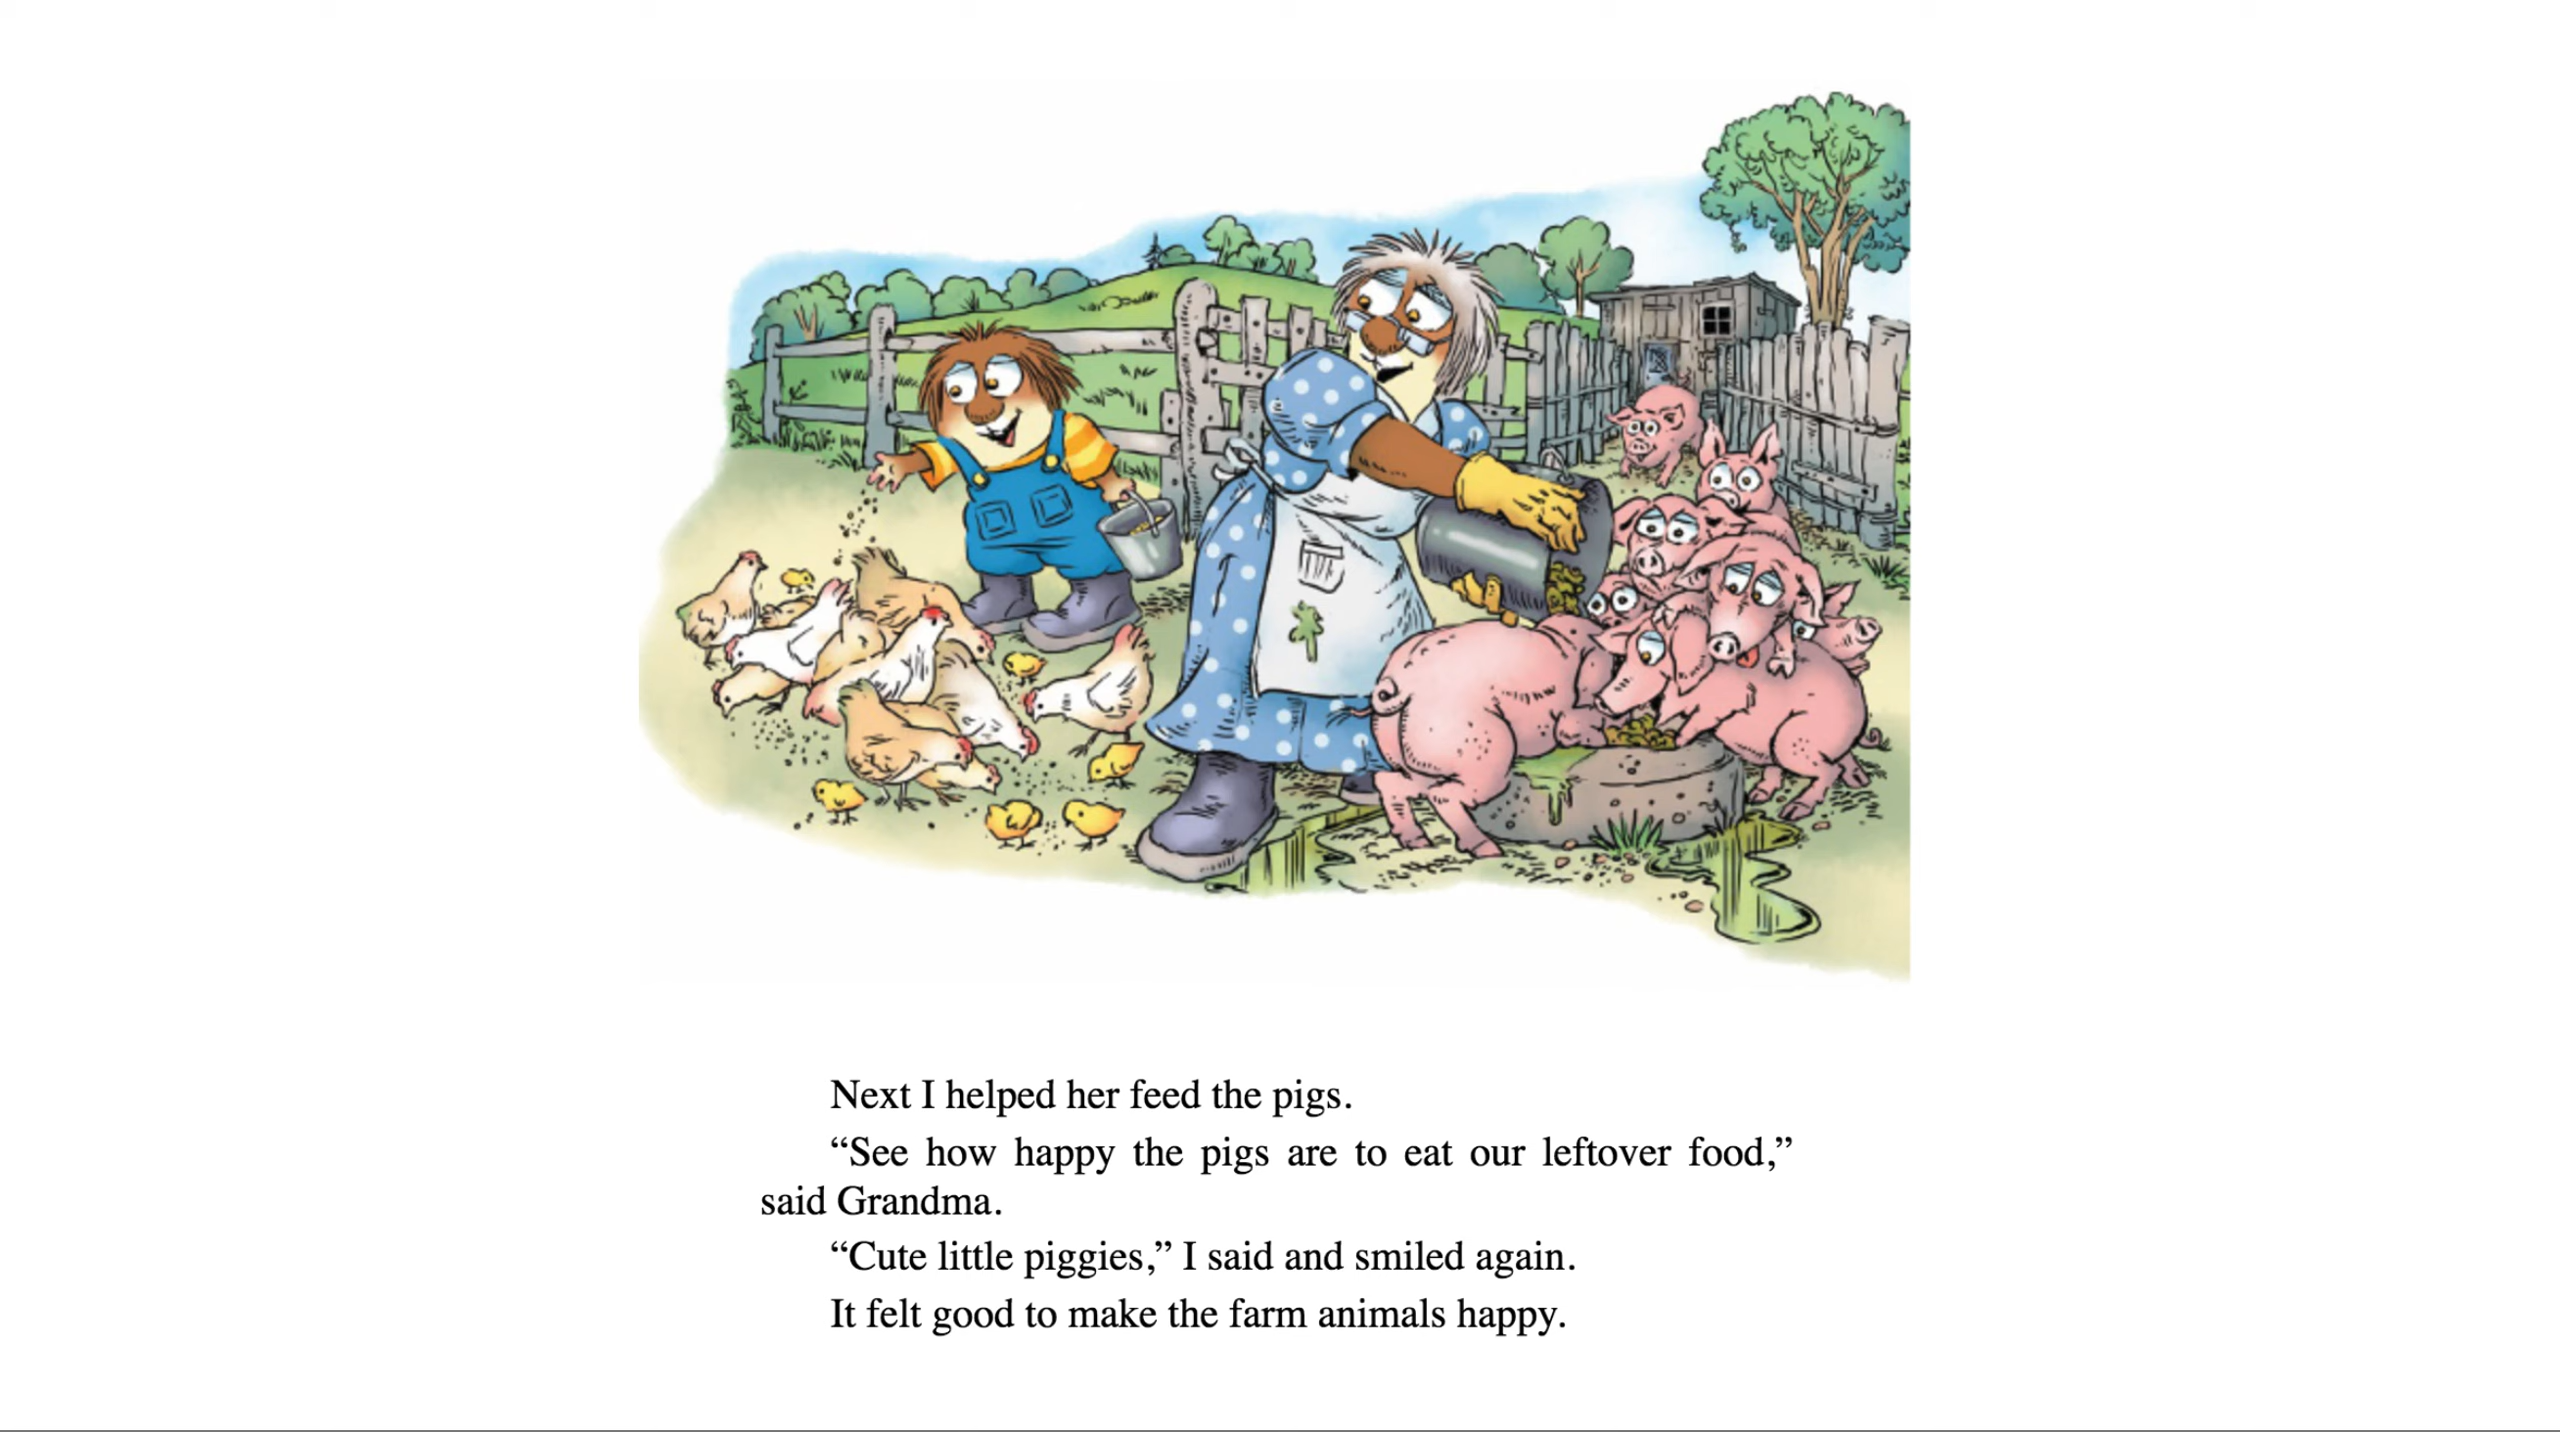 Next I helped her feed the pigs.
“See how happy the pigs are to eat our leftover food,”
said Grandma.
“Cute little piggies,” I said and smiled again.
It felt good to make the farm animals happy.